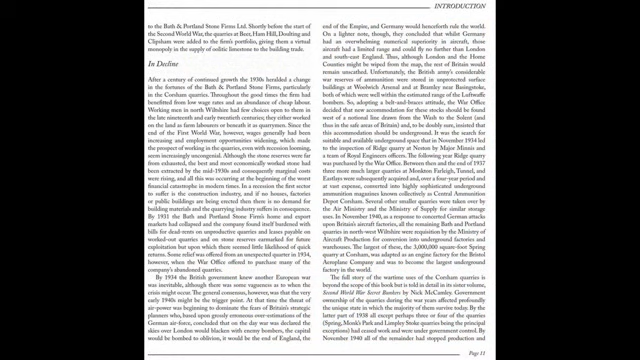 INTRODUCTION
to the Bath & Portland Stone Firms Ltd. Shortly before the start
of the Second World War, the quarries at Beer, Ham Hill, Doulting and
Clipsham were added to the firm's portfolio, giving them a virtual
monopoly in the supply of oolitic limestone to the building trade.
In Decline
After a century of continued growth the 1930s heralded a change
in the fortunes of the Bath & Portland Stone Firms, particularly
in the Corsham quarries. Throughout the good times the firm had
benefitted from low wage rates and an abundance of cheap labour.
Working men in north Wiltshire had few choices open to them in
the late nineteenth and early twentieth centuries; they either worked
on the land as farm labourers or beneath it as quarrymen. Since the
end of the First World War, however, wages generally had been
increasing and employment opportunities widening, which made
the prospect of working in the quarries, even with recession looming,
seem increasingly uncongenial. Although the stone reserves were far
from exhausted, the best and most economically worked stone had
been extracted by the mid-1930s and consequently marginal costs
were rising, and all this was occurring at the beginning of the worst
financial catastrophe in modern times. In a recession the first sector
to suffer is the construction industry, and if no houses, factories
or public buildings are being erected then there is no demand for
building materials and the quarrying industry suffers in consequence.
By 1931 the Bath and Portland Stone Firm's home and export
markets had collapsed and the company found itself burdened with
bills for dead-rents on unproductive quarries and leases payable on
worked-out quarries and on stone reserves earmarked for future
exploitation but upon which there seemed little likelihood of quick
returns. Some relief was offered from an unexpected quarter in 1934,
however, when the War Office offered to purchase many of the
company's abandoned quarries.
By 1934 the British government knew another European war
was inevitable, although there was vagueness as to when the
crisis might occur. The general consensus, however, was that the very
early 1940s might be the trigger point. At that time the threat of
air-power was beginning to dominate the fears of Britain's strategic
planners who, based upon grossly erroneous over-estimations of the
German air-force, concluded that on the day war was declared the
skies over London would blacken with enemy bombers, the capital
would be bombed to oblivion, it would be the end of England, the
end of the Empire, and Germany would henceforth rule the world.
On a lighter note, though, they concluded that whilst Germany
had an overwhelming numerical superiority in aircraft, those
aircraft had a limited range and could fly no further than London
and south-east England. Thus, although London and the Home
Counties might be wiped from the map, the rest of Britain would
remain unscathed. Unfortunately, the British army's considerable
war reserves of ammunition were stored in unprotected surface
buildings at Woolwich Arsenal and at Bramley near Basingstoke,
both of which were well within the estimated range of the Luftwaffe
bombers. So, adopting a belt-and-braces attitude, the War Office
decided that new accommodation for these stocks should be found
west of a notional line drawn from the Wash to the Solent (and
thus in the safe areas of Britain) and, to be doubly sure, insisted that
this accommodation should be underground. It was the search for
suitable and available underground space that in November 1934 led
to the inspection of Ridge quarry at Neston by Major Minnis and
a team of Royal Engineers officers. The following year Ridge quarry
was purchased by the War Office. Between then and the end of 1937
three more much larger quarries at Monkton Farleigh, Tunnel, and
Eastlays were subsequently acquired and, over a four-year period and
at vast expense, converted into highly sophisticated underground
ammunition magazines known collectively as Central Ammunition
Depot Corsham. Several other smaller quarries were taken over by
the Air Ministry and the Ministry of Supply for similar storage
uses. In November 1940, as a response to concerted German attacks
upon Britain's aircraft factories, all the remaining Bath and Portland
quarries in north-west Wiltshire were requisition by the Ministry of
Aircraft Production for conversion into underground factories and
warehouses. The largest of these, the 3,000,000 square-foot Spring
quarry at Corsham, was adapted as an engine factory for the Bristol
Aeroplane Company and was to become the largest underground
factory in the world.
The full story of the wartime uses of the Corsham quarries is
beyond the scope of this book but is told in detail in its sister volume,
Second World War Secret Bunkers by Nick McCamley. Government
ownership of the quarries during the war years affected profoundly
the unique state in which the majority of them survive today. By the
latter part of 1938 all except perhaps three or four of the quarries
(Spring, Monk's Park and Limpley Stoke quarries being the principal
exceptions) had ceased work and were under government control. By
November 1940 all of the remainder had stopped production and
Page 11